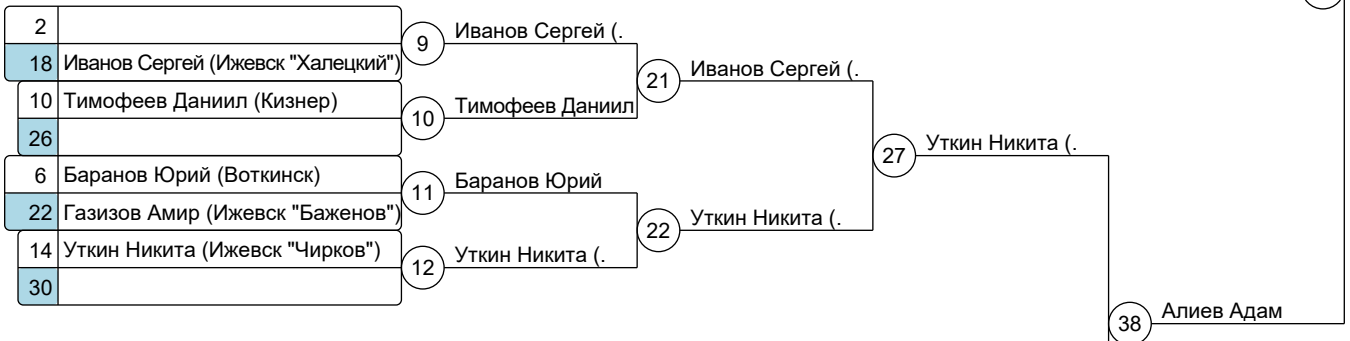 2
9
Иванов Сергей (.
18 Иванов Сергей (Ижевск "Халецкий")
21
Иванов Сергей (.
10 Тимофеев Даниил (Кизнер)
10
Тимофеев Даниил
26
27
Уткин Никита (.
6 Баранов Юрий (Воткинск)
11
Баранов Юрий
22 Газизов Амир (Ижевск "Баженов")
22
Уткин Никита (.
14 Уткин Никита (Ижевск "Чирков")
12
Уткин Никита (.
30
38
Алиев Адам